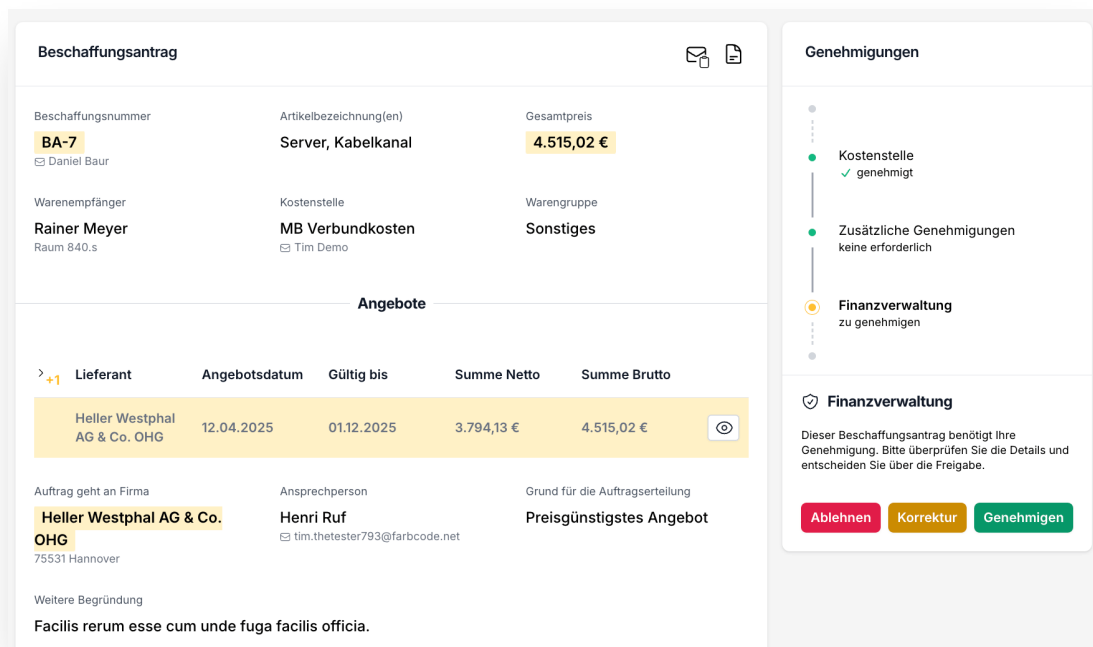 Beschaffungsantrag
Beschaffungsnummer
BA-7
Daniel Baur
Artikelbezeichnung(en)
Server, Kabelkanal
Gesamtpreis
4.515,02 €
Warenempfänger
Rainer Meyer
Raum 840.s
Kostenstelle
MB Verbundkosten
Tim Demo
Warengruppe
Sonstiges
Angebote
+1 Lieferant Angebotsdatum Gültig bis Summe Netto Summe Brutto
Heller Westphal
AG & Co. OHG
12.04.2025 01.12.2025 3.794,13 € 4.515,02 €
Auftrag geht an Firma
Heller Westphal AG & Co.
OHG
75531 Hannover
Ansprechperson
Henri Ruf
tim.thetester793@farbcode.net
Grund für die Auftragserteilung
Preisgünstigstes Angebot
Weitere Begründung
Facilis rerum esse cum unde fuga facilis officia.
Genehmigungen
Kostenstelle
genehmigt
Zusätzliche Genehmigungen
keine erforderlich
Finanzverwaltung
zu genehmigen
Finanzverwaltung
Dieser Beschaffungsantrag benötigt Ihre
Genehmigung. Bitte überprüfen Sie die Details und
entscheiden Sie über die Freigabe.
Ablehnen Korrektur Genehmigen